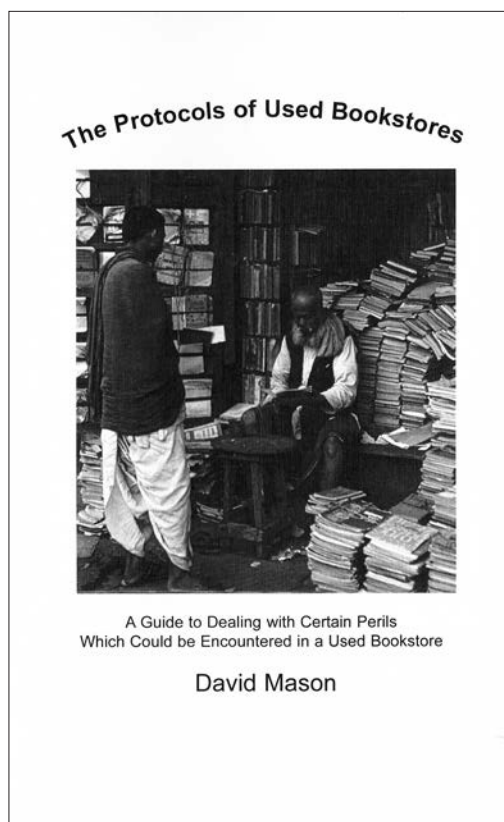 The Protocols of Used Bookstores
A Guide to Dealing with Certain Perils
Which Could be Encountered in a Used Bookstore
David Mason